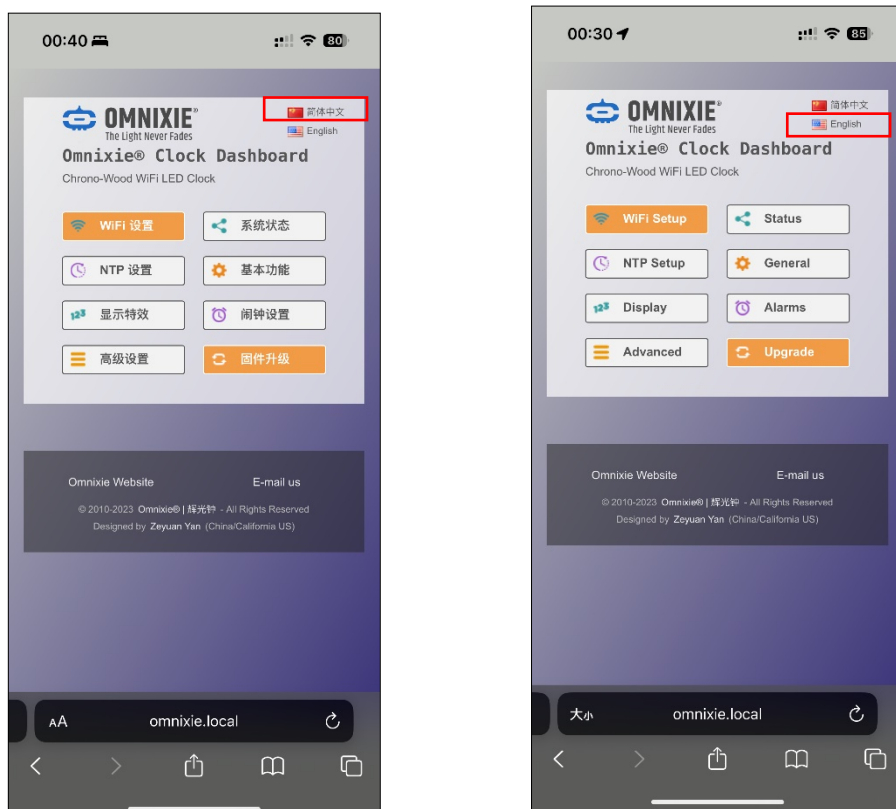 00:40
80
OMNIXIE®
The Light Never Fades
简体中文
English
Omnixie® Clock Dashboard
Chrono-Wood WiFi LED Clock
WiFi 设置
系统状态
NTP 设置
基本功能
123 显示特效
闹钟设置
高级设置
固件升级
Omnixie Website
E-mail us
© 2010-2023 Omnixie® | 辉光钟 - All Rights Reserved
Designed by Zeyuan Yan (China/California US)
AA
omnixie.local
00:30
85
OMNIXIE®
The Light Never Fades
简体中文
English
Omnixie® Clock Dashboard
Chrono-Wood WiFi LED Clock
WiFi Setup
Status
NTP Setup
General
123 Display
Alarms
Advanced
Upgrade
Omnixie Website
E-mail us
© 2010-2023 Omnixie® | 辉光钟 - All Rights Reserved
Designed by Zeyuan Yan (China/California US)
大小
omnixie.local